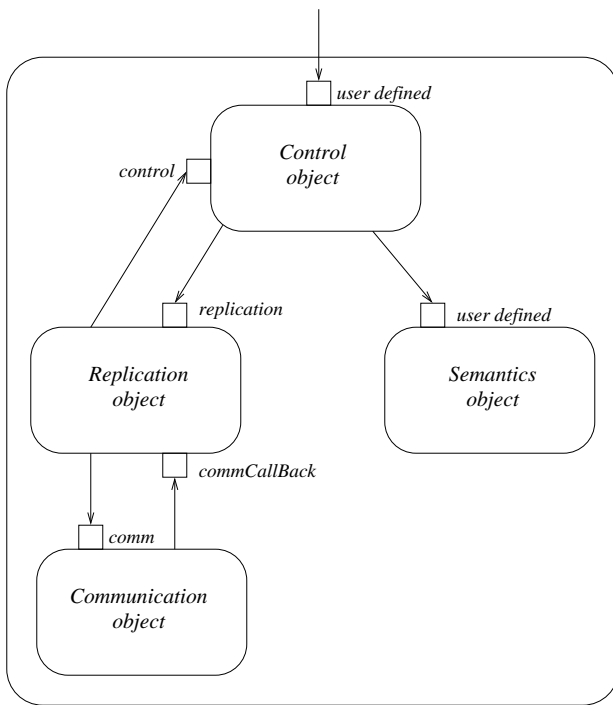 user defined
Control
object
control
replication
user defined
Replication
object
Semantics
object
commCallBack
comm
Communication
object